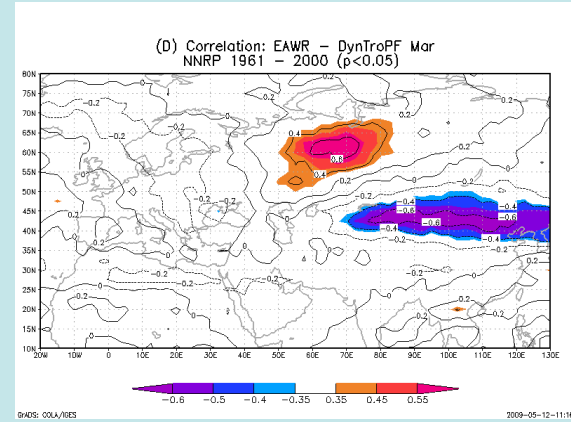 (D) Correlation: EAWR – DynTroPF Mar
NNRP 1961 – 2000 (p<0.05)
80N
75N
70N
65N
60N
55N
50N
45N
40N
35N
30N
25N
20N
15N
10N
20W 10W 0 10E 20E 30E 40E 50E 60E 70E 80E 90E 100E 110E 120E 130E
-0.6 -0.5 -0.4 -0.35 0.35 0.45 0.55
GrADS: COLA/IGES 2009-05-12-11:16